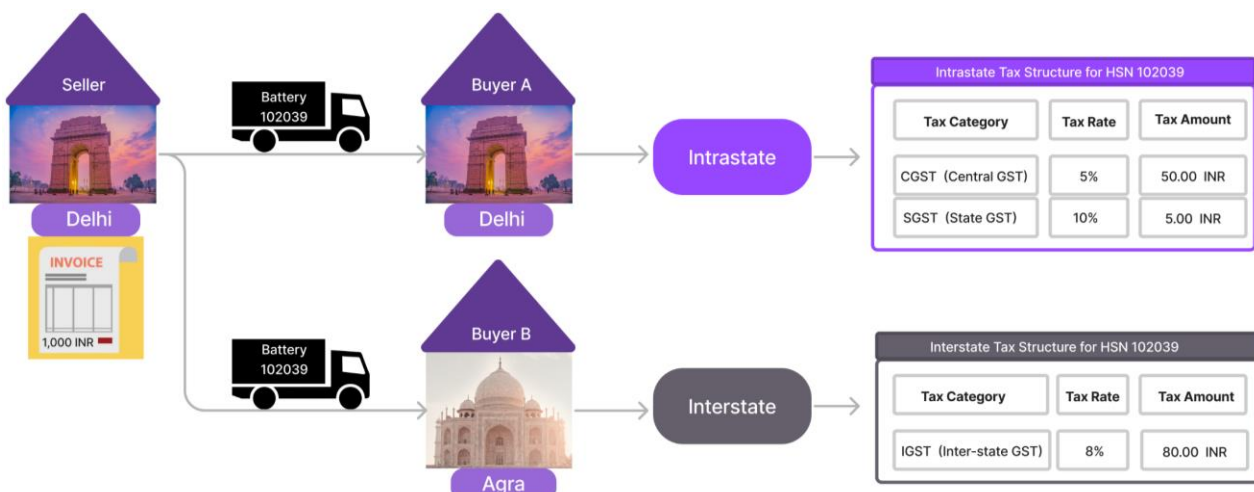 Seller
Battery
102039
Buyer A
Delhi
Delhi
INVOICE
1,000 INR
Intrastate
Intrastate Tax Structure for HSN 102039
Tax Category Tax Rate Tax Amount
CGST (Central GST) 5% 50.00 INR
SGST (State GST) 10% 5.00 INR
Battery
102039
Buyer B
Agra
Interstate
Interstate Tax Structure for HSN 102039
Tax Category Tax Rate Tax Amount
IGST (Inter-state GST) 8% 80.00 INR